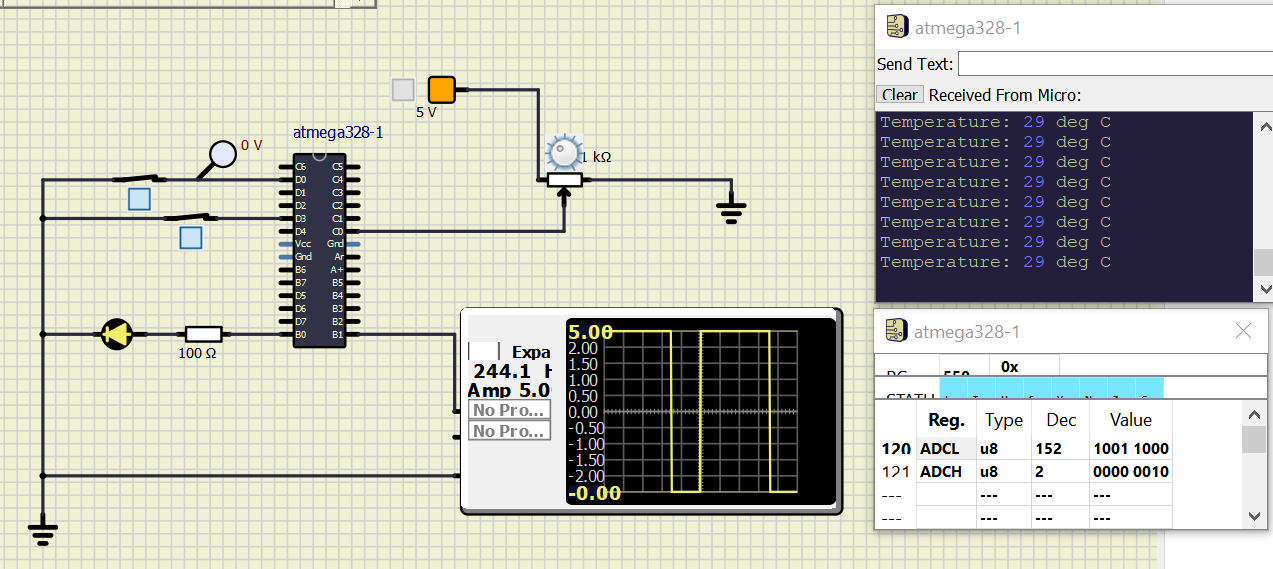 5 V
atmega328-1
0 V
1 kΩ
C6 C5
D0 C4
D1 C3
D2 C2
D3 C1
D4 C0
Vcc Gnd
Gnd Ar
B6 A+
B7 B5
D5 B4
D6 B3
D7 B2
B0 B1
100 Ω
Expa
244.1 H
Amp 5.0
No Pro...
No Pro...
5.00
2.00
1.50
1.00
0.50
0.00
-0.50
-1.00
-1.50
-2.00
-0.00
atmega328-1
Send Text:
Clear Received From Micro:
Temperature: 29 deg C
Temperature: 29 deg C
Temperature: 29 deg C
Temperature: 29 deg C
Temperature: 29 deg C
Temperature: 29 deg C
Temperature: 29 deg C
Temperature: 29 deg C
atmega328-1
0x
Reg. Type Dec Value
120 ADCL u8 152 1001 1000
121 ADCH u8 2 0000 0010
--- --- --- ---
--- --- --- ---